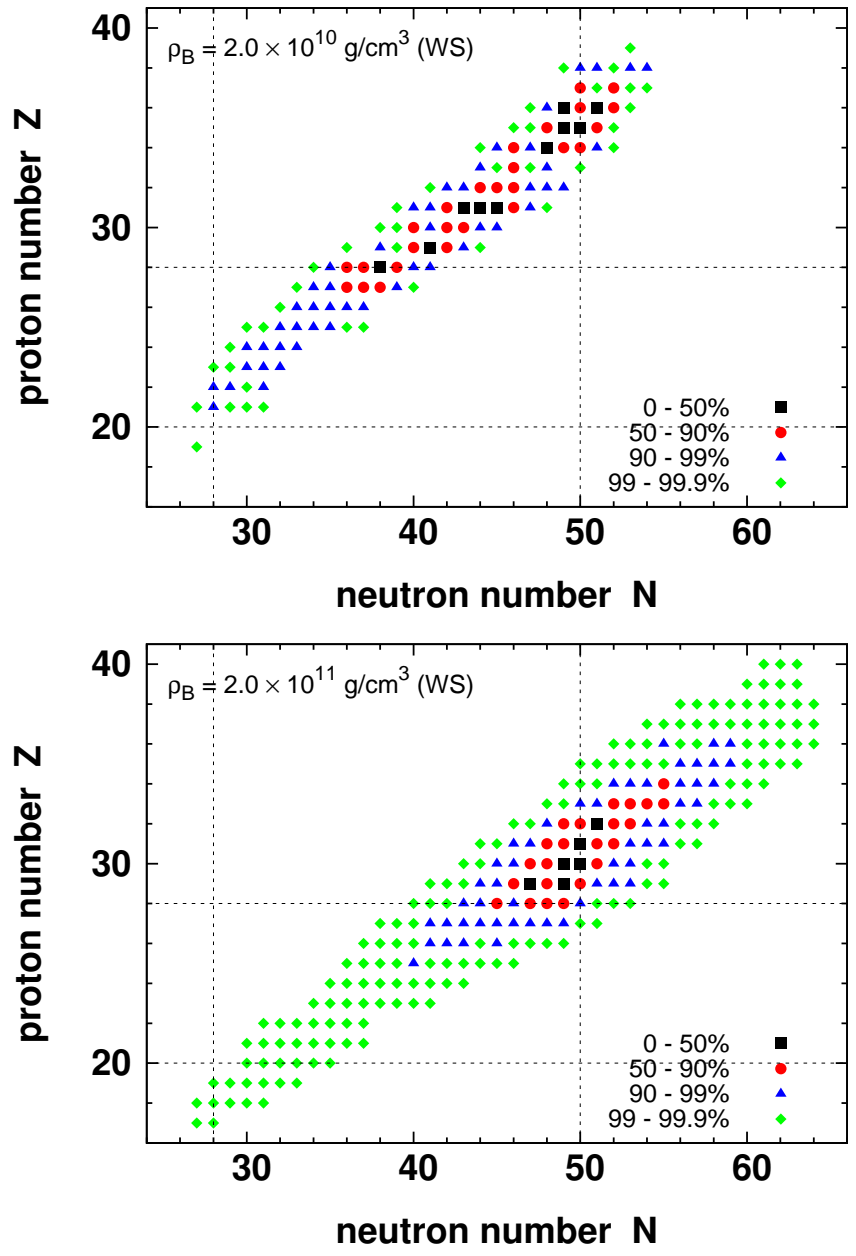 ρ_B = 2.0 × 10^10 g/cm^3 (WS)
40
30
20
proton number Z
0 - 50%
50 - 90%
90 - 99%
99 - 99.9%
30 40 50 60
neutron number N
ρ_B = 2.0 × 10^11 g/cm^3 (WS)
40
30
20
proton number Z
0 - 50%
50 - 90%
90 - 99%
99 - 99.9%
30 40 50 60
neutron number N